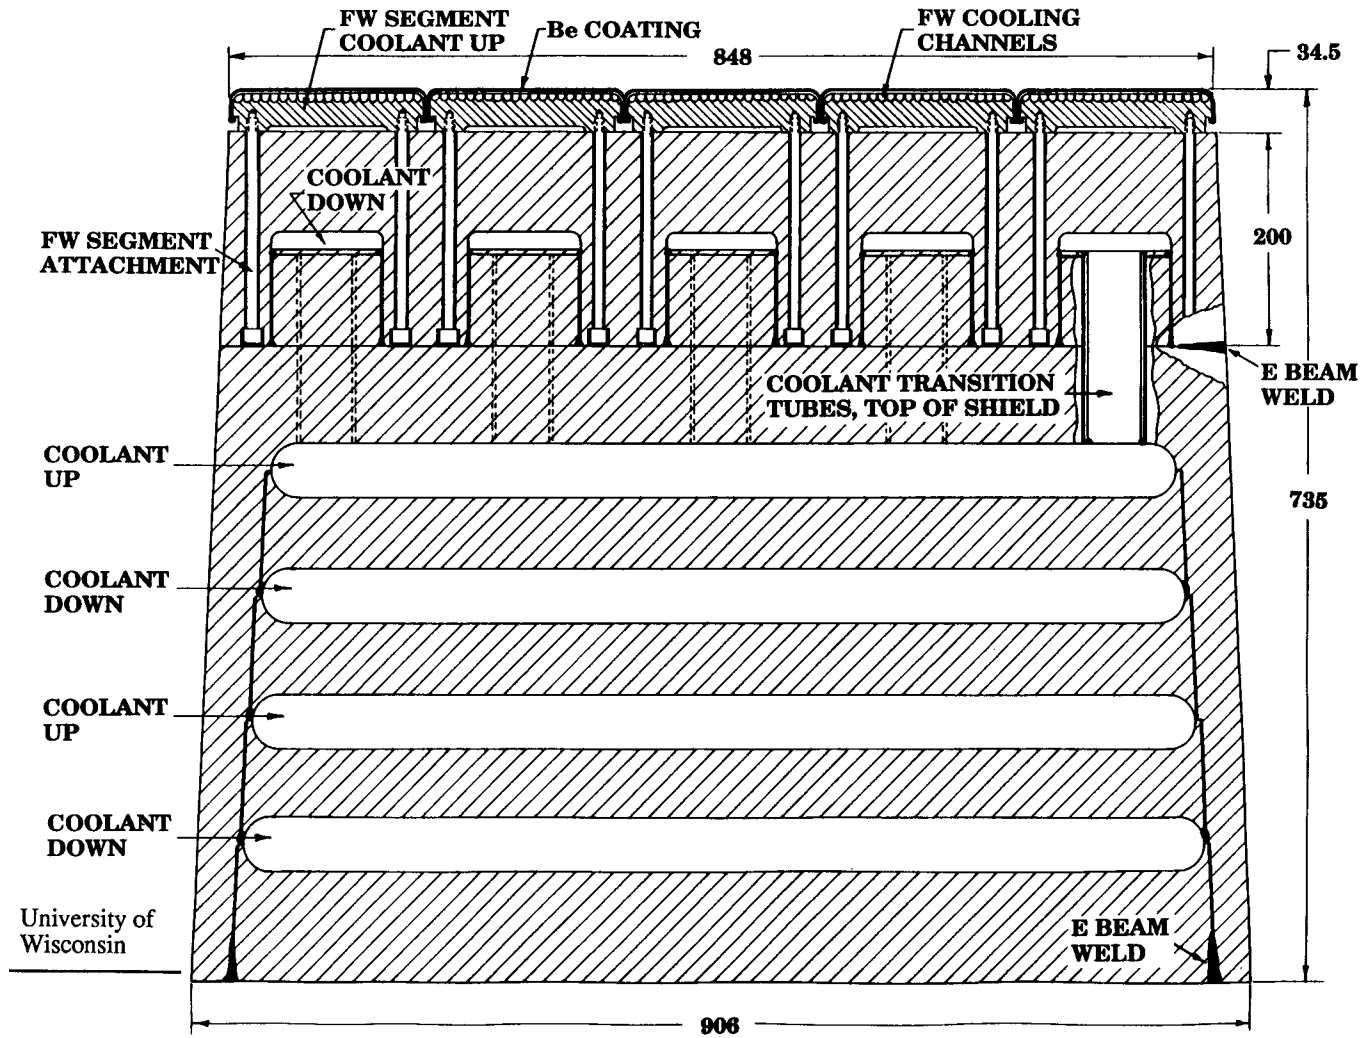 FW SEGMENT
COOLANT UP
Be COATING
FW COOLING
CHANNELS
848
34.5
COOLANT
DOWN
FW SEGMENT
ATTACHMENT
200
COOLANT TRANSITION
TUBES, TOP OF SHIELD
E BEAM
WELD
COOLANT
UP
735
COOLANT
DOWN
COOLANT
UP
COOLANT
DOWN
University of
Wisconsin
E BEAM
WELD
906